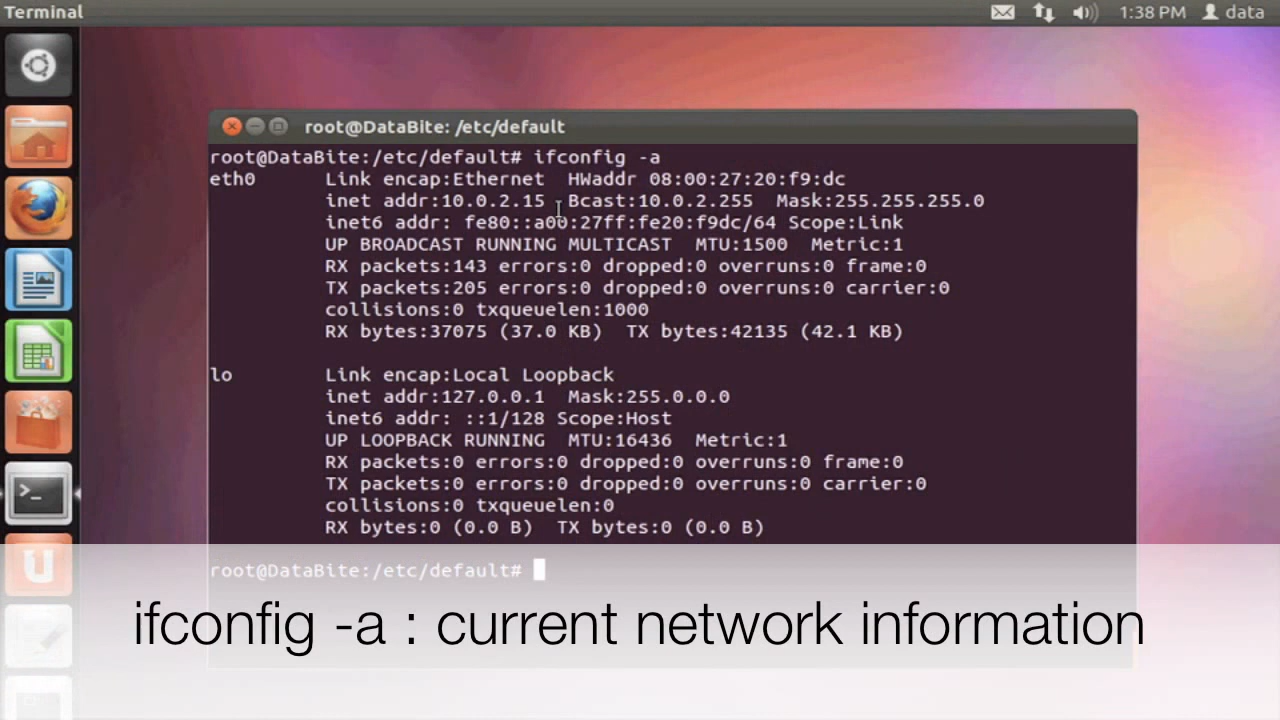 Terminal
1:38 PM data
root@DataBite: /etc/default
root@DataBite:/etc/default# ifconfig -a
eth0 Link encap:Ethernet HWaddr 08:00:27:20:f9:dc
inet addr:10.0.2.15 Bcast:10.0.2.255 Mask:255.255.255.0
inet6 addr: fe80::a00:27ff:fe20:f9dc/64 Scope:Link
UP BROADCAST RUNNING MULTICAST MTU:1500 Metric:1
RX packets:143 errors:0 dropped:0 overruns:0 frame:0
TX packets:205 errors:0 dropped:0 overruns:0 carrier:0
collisions:0 txqueuelen:1000
RX bytes:37075 (37.0 KB) TX bytes:42135 (42.1 KB)
lo Link encap:Local Loopback
inet addr:127.0.0.1 Mask:255.0.0.0
inet6 addr: ::1/128 Scope:Host
UP LOOPBACK RUNNING MTU:16436 Metric:1
RX packets:0 errors:0 dropped:0 overruns:0 frame:0
TX packets:0 errors:0 dropped:0 overruns:0 carrier:0
collisions:0 txqueuelen:0
RX bytes:0 (0.0 B) TX bytes:0 (0.0 B)
root@DataBite:/etc/default#
ifconfig -a : current network information